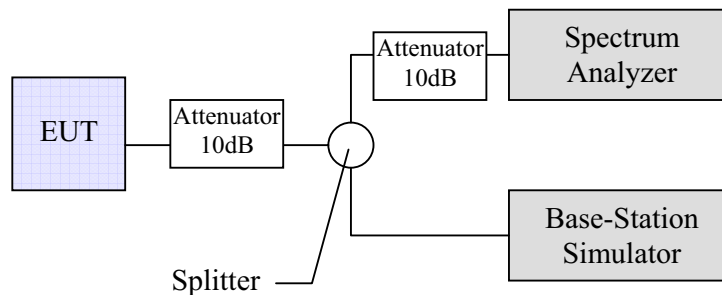 EUT
Attenuator
10dB
Attenuator
10dB
Spectrum
Analyzer
Base-Station
Simulator
Splitter